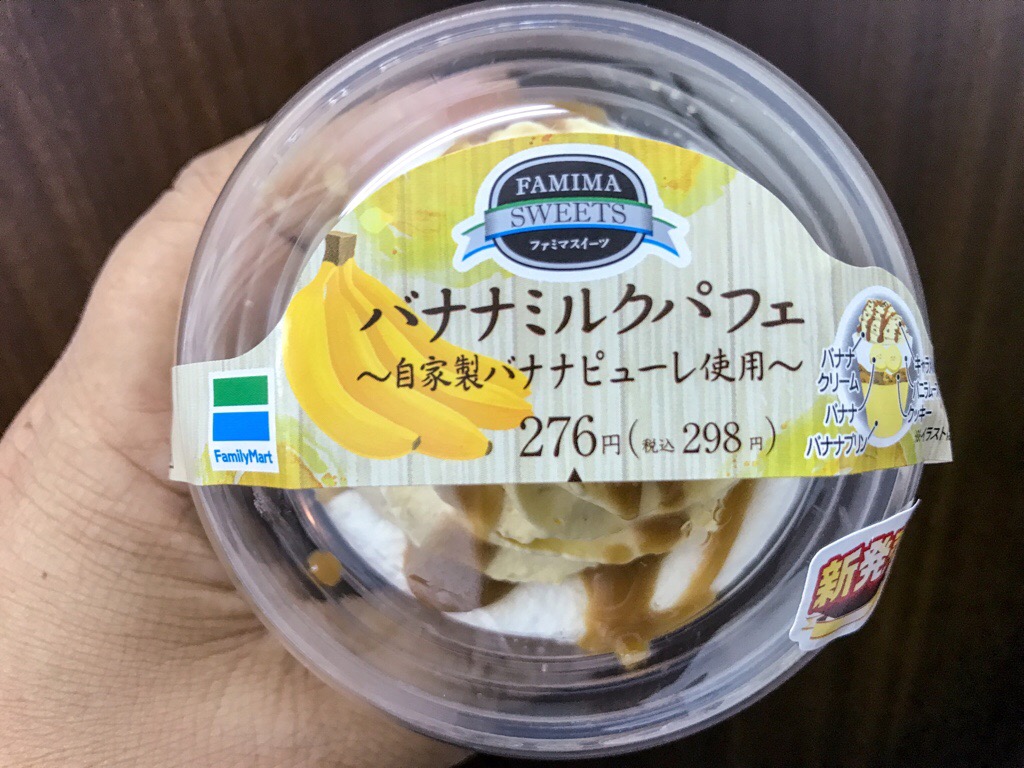 FAMIMA
SWEETS
ファミマスイーツ
バナナミルクパフェ
～自家製バナナピューレ使用～
276円(税込 298円)
FamilyMart
バナナ
クリーム
バナナ
バナナプリン
クッキー
新発